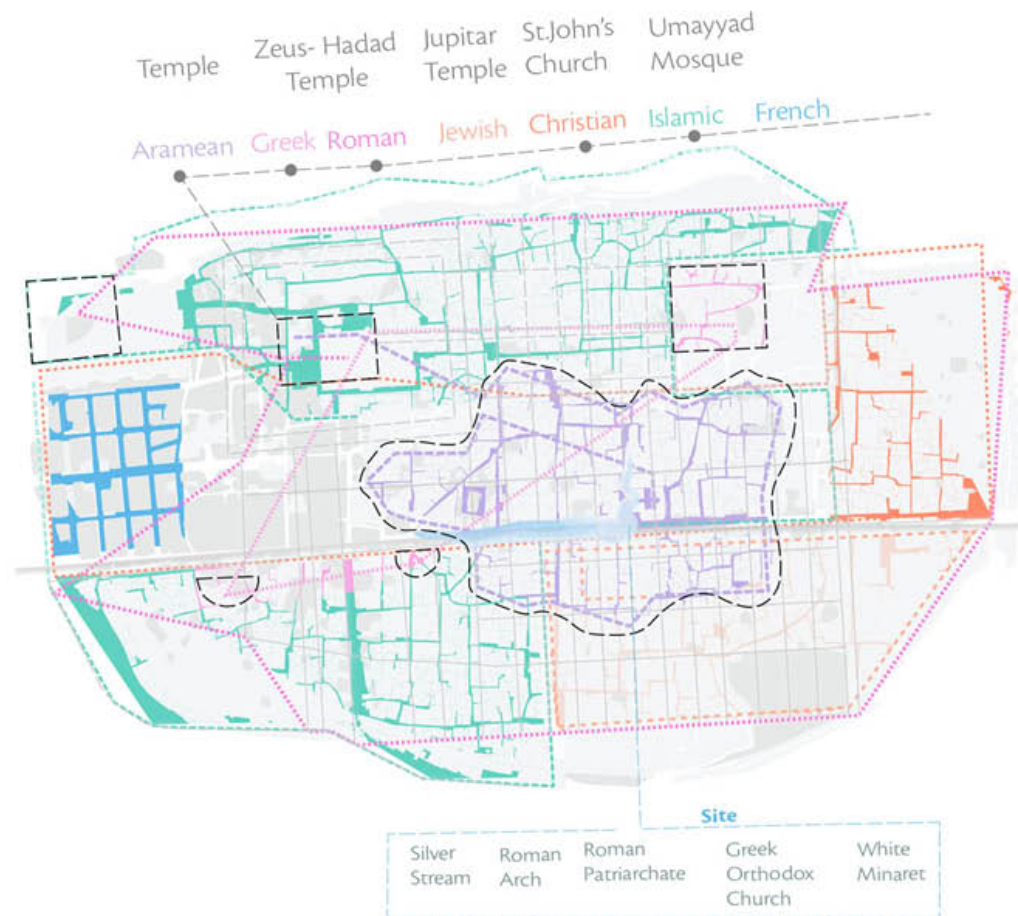 Temple
Zeus- Hadad
Temple
Jupitar
Temple
St.John's
Church
Umayyad
Mosque
Aramean
Greek
Roman
Jewish
Christian
Islamic
French
Site
Silver
Stream
Roman
Arch
Roman
Patriarchate
Greek
Orthodox
Church
White
Minaret